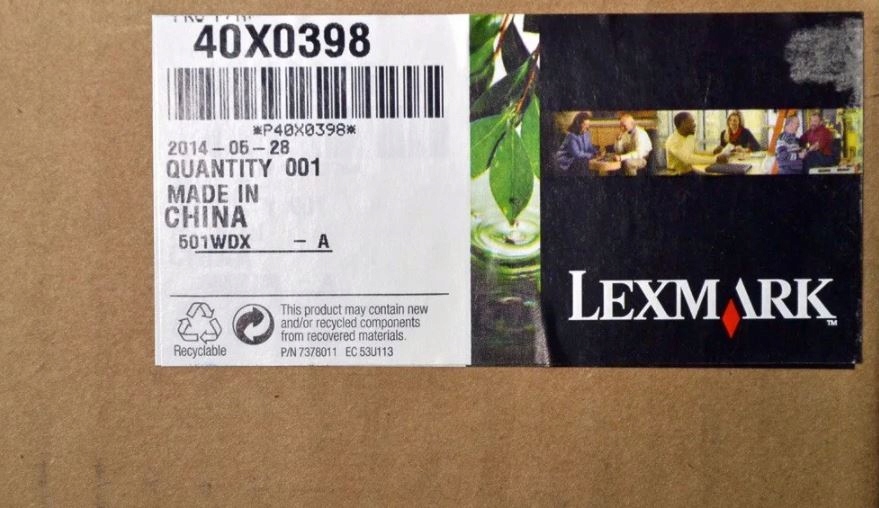 40X0398
*P40X0398*
2014-05-28
QUANTITY 001
MADE IN
CHINA
501WDX - A
Recyclable
This product may contain new
and/or recycled components
from recovered materials.
P/N 7378011 EC 53U113
LEXMARK™